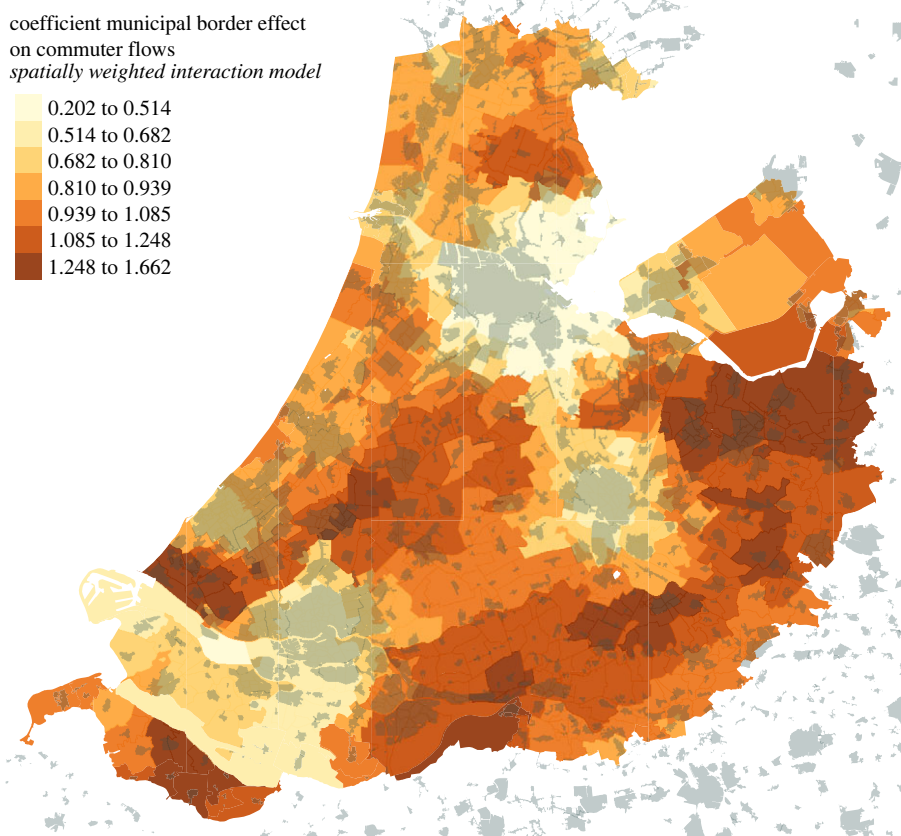 coefficient municipal border effect
on commuter flows
spatially weighted interaction model
0.202 to 0.514
0.514 to 0.682
0.682 to 0.810
0.810 to 0.939
0.939 to 1.085
1.085 to 1.248
1.248 to 1.662